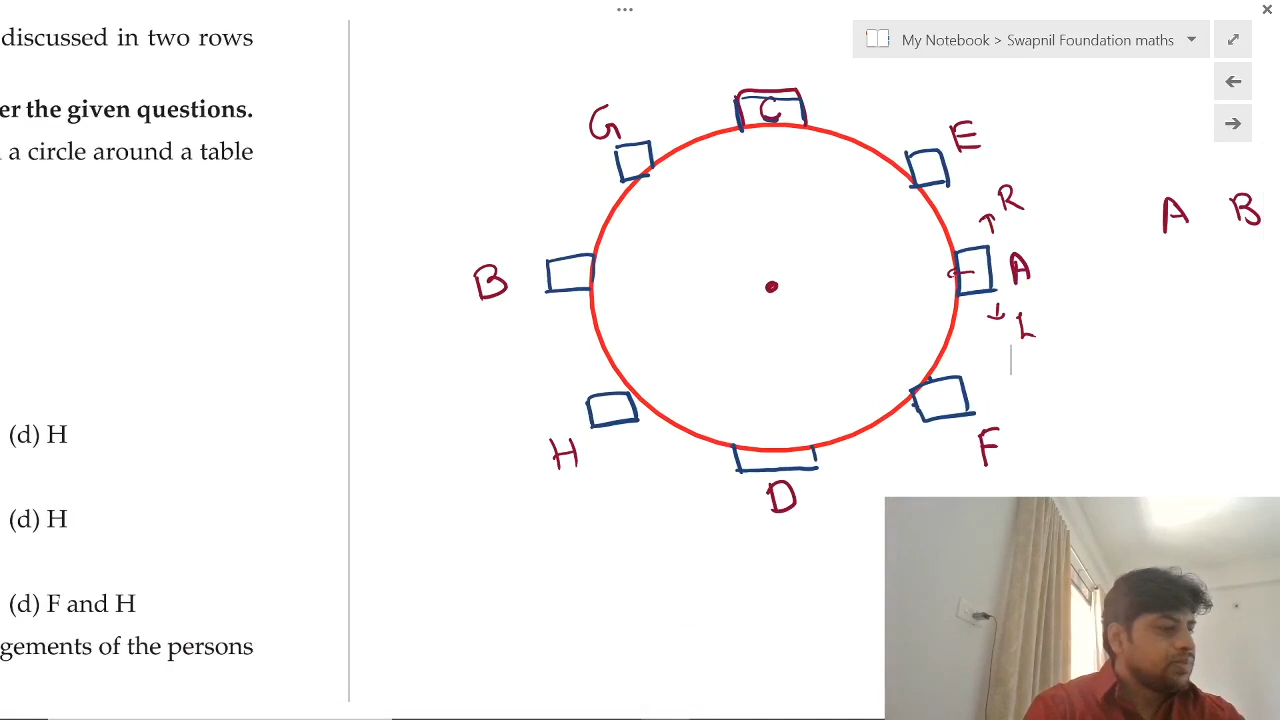 discussed in two rows
er the given questions.
a circle around a table
(d) H
(d) H
(d) F and H
gements of the persons
My Notebook > Swapnil Foundation maths
G
C
E
R
A B
B
A
L
H
F
D